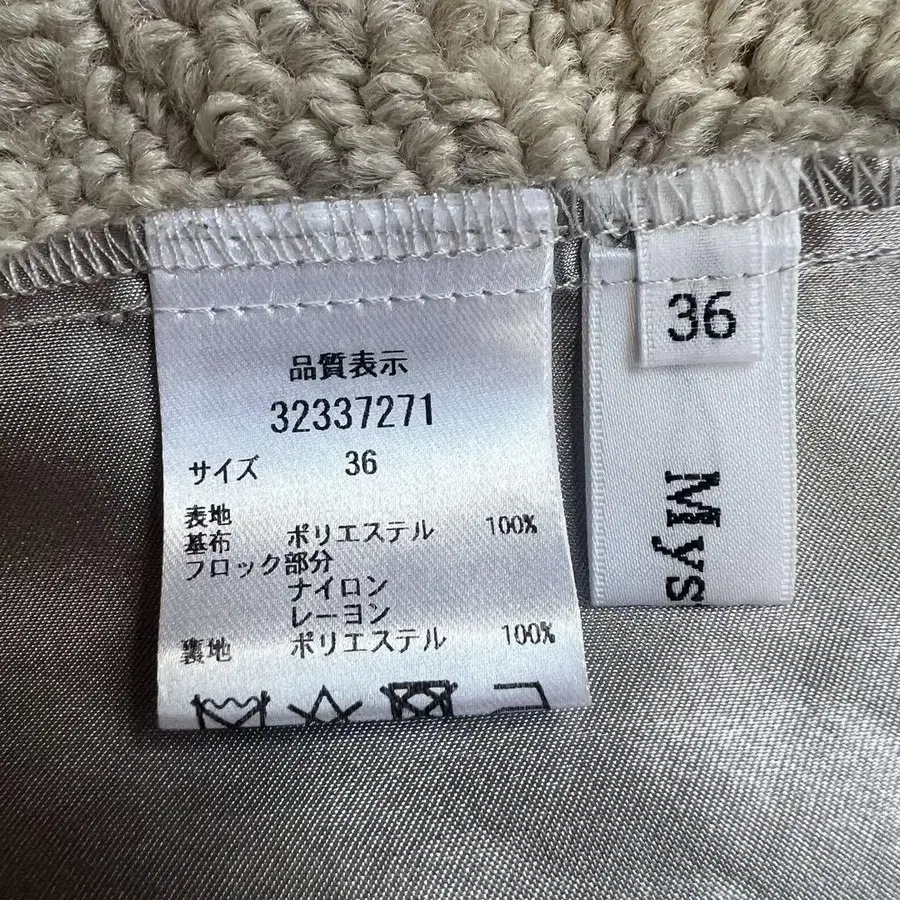 品質表示
32337271
サイズ 36
表地
基布 ポリエステル 100%
フロック部分
ナイロン
レーヨン
裏地 ポリエステル 100%
36
Mys